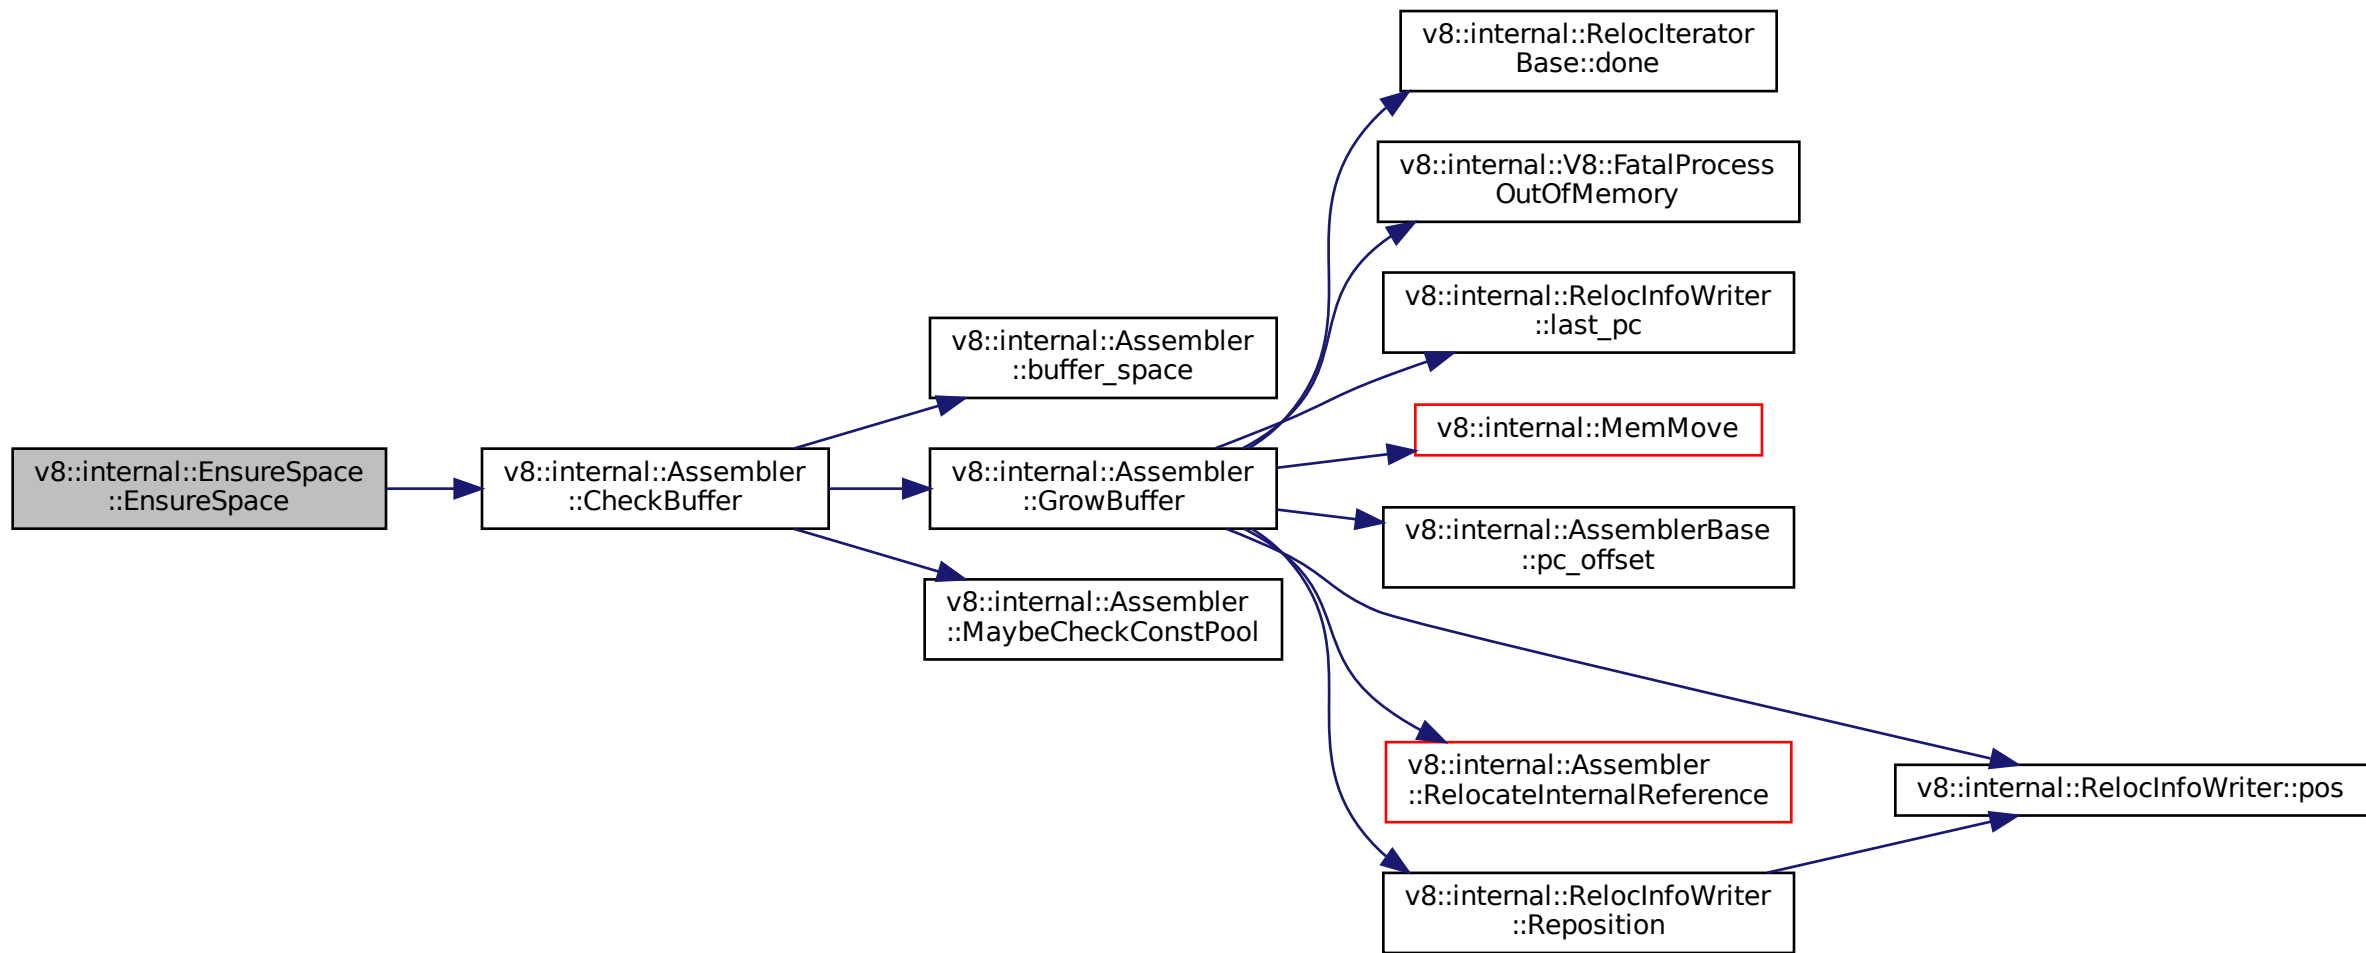 v8::internal::EnsureSpace
::EnsureSpace
v8::internal::Assembler
::CheckBuffer
v8::internal::Assembler
::buffer_space
v8::internal::Assembler
::GrowBuffer
v8::internal::Assembler
::MaybeCheckConstPool
v8::internal::RelocIterator
Base::done
v8::internal::V8::FatalProcess
OutOfMemory
v8::internal::RelocInfoWriter
::last_pc
v8::internal::MemMove
v8::internal::AssemblerBase
::pc_offset
v8::internal::Assembler
::RelocateInternalReference
v8::internal::RelocInfoWriter
::Reposition
v8::internal::RelocInfoWriter::pos